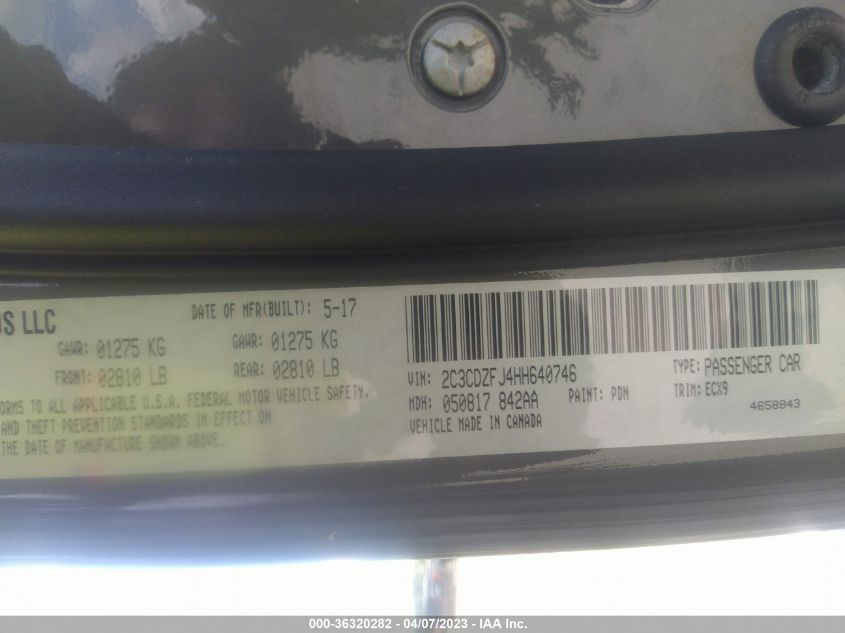 US LLC
DATE OF MFR(BUILT): 5-17
GAWR: 01275 KG
GAWR: 01275 KG
FRONT: 02810 LB
REAR: 02810 LB
ORMS TO ALL APPLICABLE U.S.A. FEDERAL MOTOR VEHICLE SAFETY,
AND THEFT PREVENTION STANDARDS IN EFFECT ON
THE DATE OF MANUFACTURE SHOWN ABOVE.
VIN: 2C3CDZFJ4HH640746
TYPE: PASSENGER CAR
MDH: 050817 842AA
PAINT: PDN
TRIM: ECX9
VEHICLE MADE IN CANADA
4658843
000-36320282 - 04/07/2023 - IAA Inc.